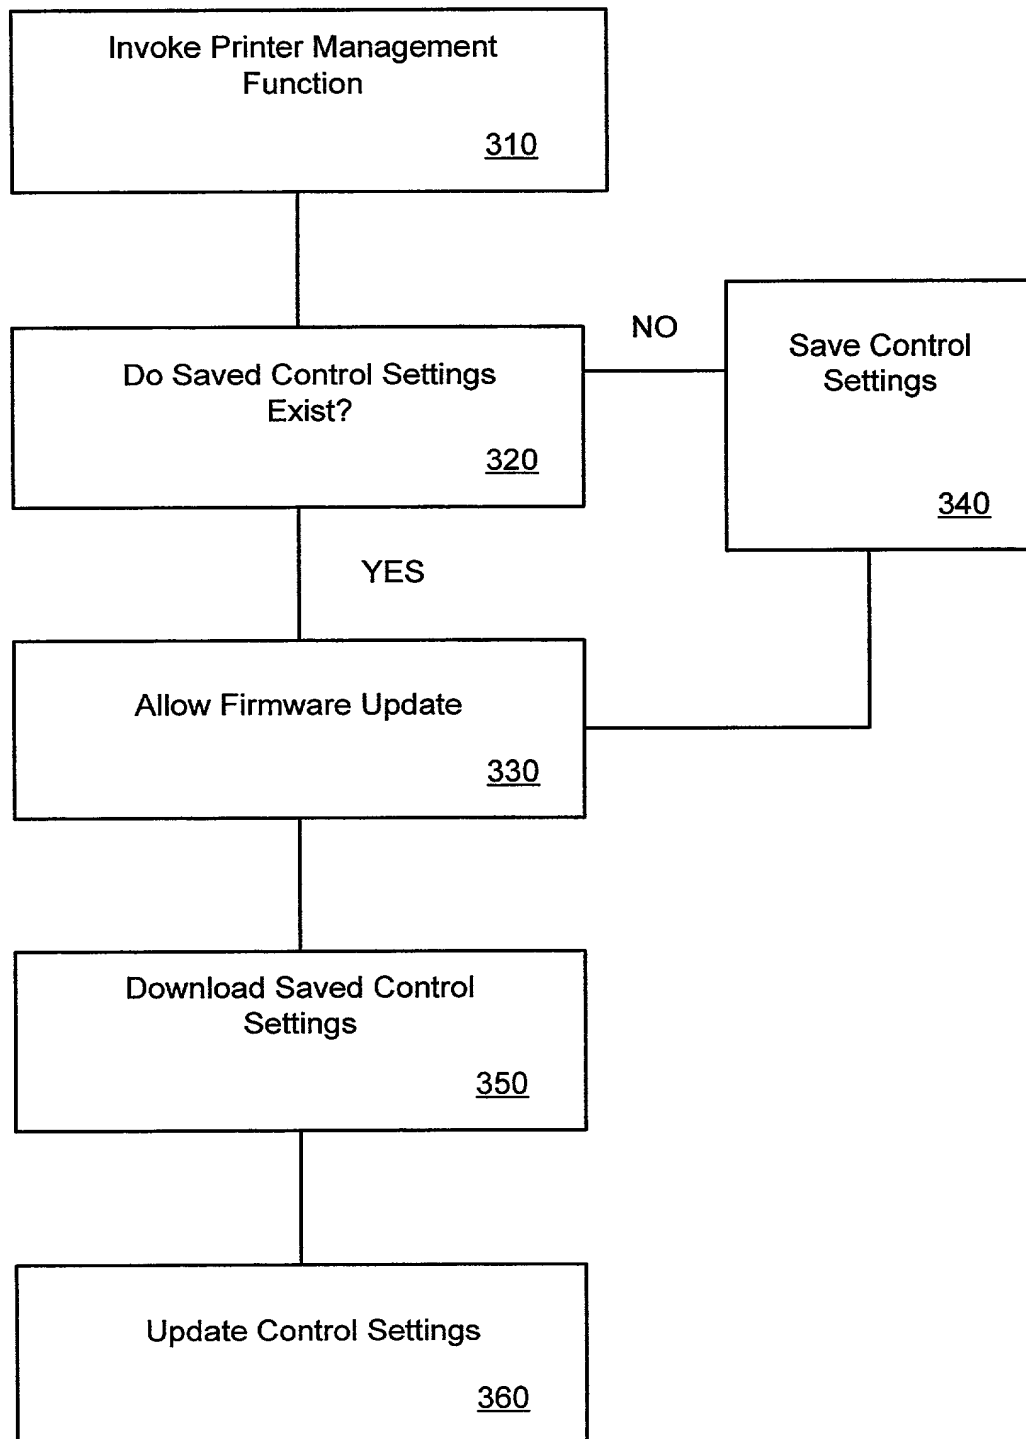 Invoke Printer Management
Function
310
Do Saved Control Settings
Exist?
320
NO
Save Control
Settings
340
YES
Allow Firmware Update
330
Download Saved Control
Settings
350
Update Control Settings
360